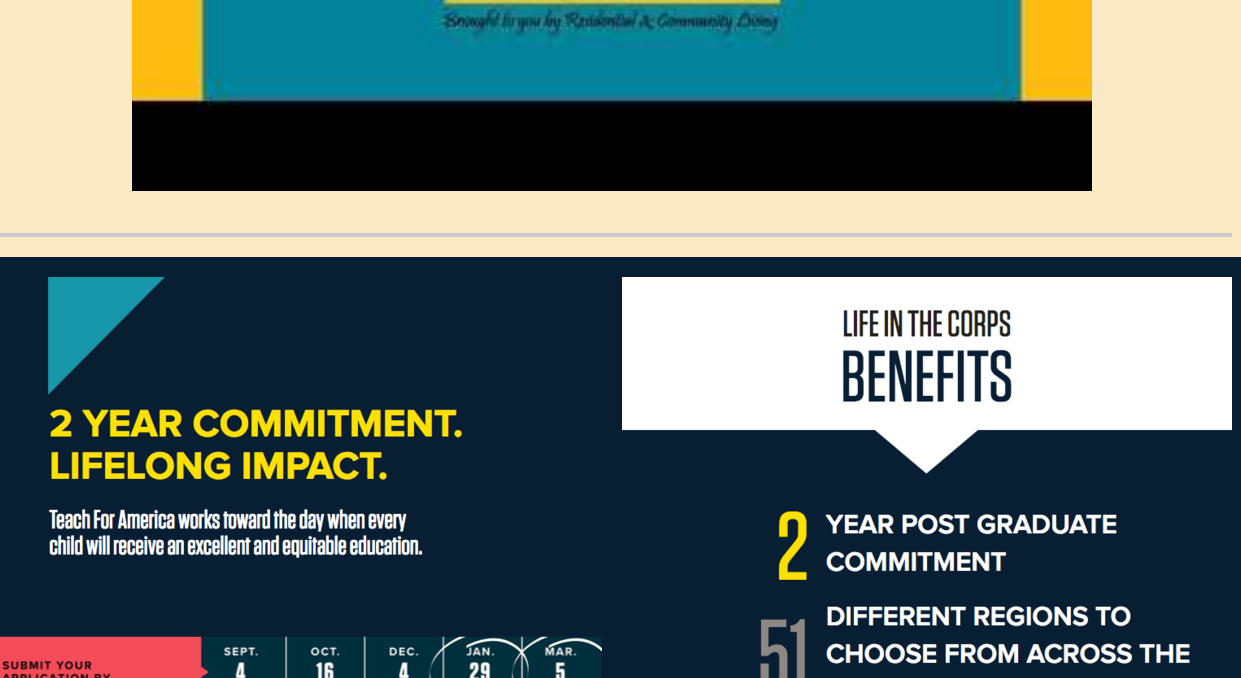 Brought to you by Residential & Community Living
2 YEAR COMMITMENT.
LIFELONG IMPACT.
Teach For America works toward the day when every
child will receive an excellent and equitable education.
SUBMIT YOUR
APPLICATION BY
SEPT.
4
OCT.
16
DEC.
4
JAN.
29
MAR.
5
LIFE IN THE CORPS
BENEFITS
2 YEAR POST GRADUATE
COMMITMENT
51 DIFFERENT REGIONS TO
CHOOSE FROM ACROSS THE